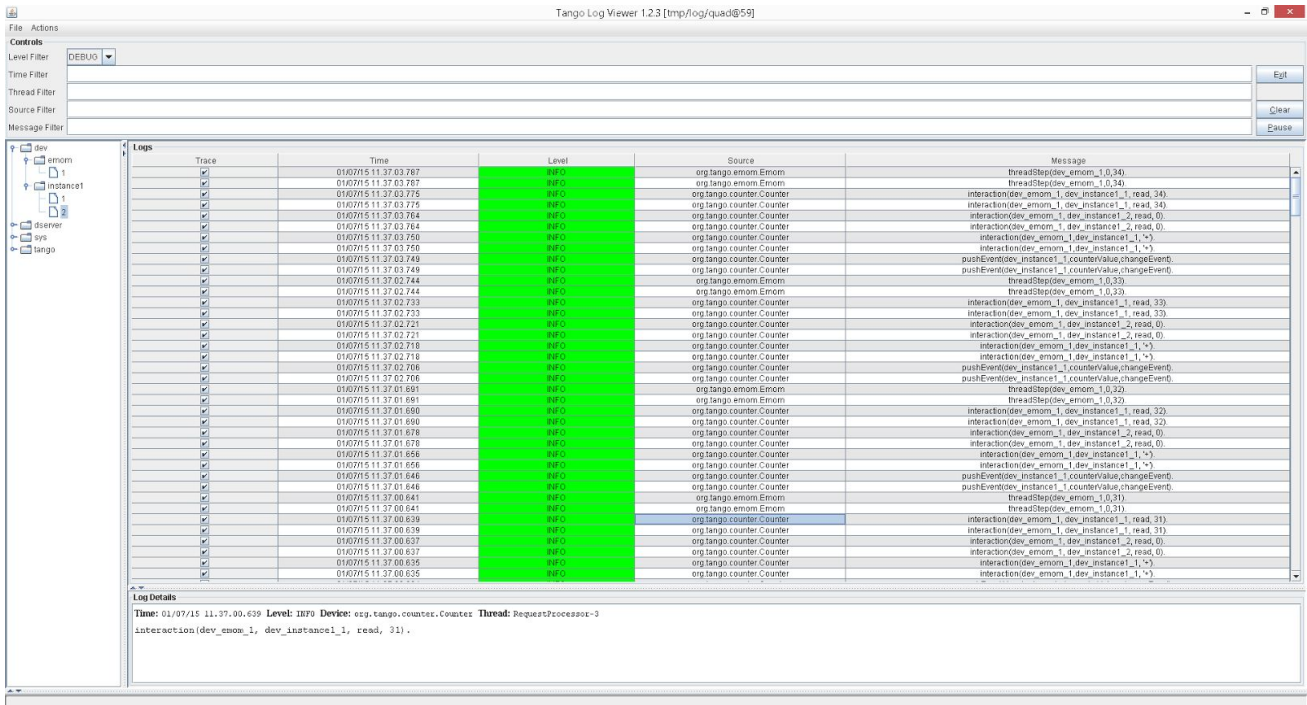 Tango Log Viewer 1.2.3 [tmp/log/quad@59]
File Actions
Controls
Level Filter DEBUG
Time Filter Exit
Thread Filter
Source Filter Clear
Message Filter Pause
dev
emom
1
instance1
1
2
dserver
sys
tango
Logs
Trace Time Level Source Message
01/07/15 11.37.03.787 INFO org.tango.emom.Emom threadStep(dev_emom_1,0,34).
01/07/15 11.37.03.787 INFO org.tango.emom.Emom threadStep(dev_emom_1,0,34).
01/07/15 11.37.03.775 INFO org.tango.counter.Counter interaction(dev_emom_1, dev_instance1_1, read, 34).
01/07/15 11.37.03.775 INFO org.tango.counter.Counter interaction(dev_emom_1, dev_instance1_1, read, 34).
01/07/15 11.37.03.764 INFO org.tango.counter.Counter interaction(dev_emom_1, dev_instance1_2, read, 0).
01/07/15 11.37.03.764 INFO org.tango.counter.Counter interaction(dev_emom_1, dev_instance1_2, read, 0).
01/07/15 11.37.03.750 INFO org.tango.counter.Counter interaction(dev_emom_1,dev_instance1_1, '+').
01/07/15 11.37.03.750 INFO org.tango.counter.Counter interaction(dev_emom_1,dev_instance1_1, '+').
01/07/15 11.37.03.749 INFO org.tango.counter.Counter pushEvent(dev_instance1_1,counterValue,changeEvent).
01/07/15 11.37.03.749 INFO org.tango.counter.Counter pushEvent(dev_instance1_1,counterValue,changeEvent).
01/07/15 11.37.02.744 INFO org.tango.emom.Emom threadStep(dev_emom_1,0,33).
01/07/15 11.37.02.744 INFO org.tango.emom.Emom threadStep(dev_emom_1,0,33).
01/07/15 11.37.02.733 INFO org.tango.counter.Counter interaction(dev_emom_1, dev_instance1_1, read, 33).
01/07/15 11.37.02.733 INFO org.tango.counter.Counter interaction(dev_emom_1, dev_instance1_1, read, 33).
01/07/15 11.37.02.721 INFO org.tango.counter.Counter interaction(dev_emom_1, dev_instance1_2, read, 0).
01/07/15 11.37.02.721 INFO org.tango.counter.Counter interaction(dev_emom_1, dev_instance1_2, read, 0).
01/07/15 11.37.02.718 INFO org.tango.counter.Counter interaction(dev_emom_1,dev_instance1_1, '+').
01/07/15 11.37.02.718 INFO org.tango.counter.Counter interaction(dev_emom_1,dev_instance1_1, '+').
01/07/15 11.37.02.706 INFO org.tango.counter.Counter pushEvent(dev_instance1_1,counterValue,changeEvent).
01/07/15 11.37.02.706 INFO org.tango.counter.Counter pushEvent(dev_instance1_1,counterValue,changeEvent).
01/07/15 11.37.01.691 INFO org.tango.emom.Emom threadStep(dev_emom_1,0,32).
01/07/15 11.37.01.691 INFO org.tango.emom.Emom threadStep(dev_emom_1,0,32).
01/07/15 11.37.01.690 INFO org.tango.counter.Counter interaction(dev_emom_1, dev_instance1_1, read, 32).
01/07/15 11.37.01.690 INFO org.tango.counter.Counter interaction(dev_emom_1, dev_instance1_1, read, 32).
01/07/15 11.37.01.678 INFO org.tango.counter.Counter interaction(dev_emom_1, dev_instance1_2, read, 0).
01/07/15 11.37.01.678 INFO org.tango.counter.Counter interaction(dev_emom_1, dev_instance1_2, read, 0).
01/07/15 11.37.01.656 INFO org.tango.counter.Counter interaction(dev_emom_1,dev_instance1_1, '+').
01/07/15 11.37.01.656 INFO org.tango.counter.Counter interaction(dev_emom_1,dev_instance1_1, '+').
01/07/15 11.37.01.646 INFO org.tango.counter.Counter pushEvent(dev_instance1_1,counterValue,changeEvent).
01/07/15 11.37.01.646 INFO org.tango.counter.Counter pushEvent(dev_instance1_1,counterValue,changeEvent).
01/07/15 11.37.00.641 INFO org.tango.emom.Emom threadStep(dev_emom_1,0,31).
01/07/15 11.37.00.641 INFO org.tango.emom.Emom threadStep(dev_emom_1,0,31).
01/07/15 11.37.00.639 INFO org.tango.counter.Counter interaction(dev_emom_1, dev_instance1_1, read, 31).
01/07/15 11.37.00.639 INFO org.tango.counter.Counter interaction(dev_emom_1, dev_instance1_1, read, 31).
01/07/15 11.37.00.637 INFO org.tango.counter.Counter interaction(dev_emom_1, dev_instance1_2, read, 0).
01/07/15 11.37.00.637 INFO org.tango.counter.Counter interaction(dev_emom_1, dev_instance1_2, read, 0).
01/07/15 11.37.00.635 INFO org.tango.counter.Counter interaction(dev_emom_1,dev_instance1_1, '+').
01/07/15 11.37.00.635 INFO org.tango.counter.Counter interaction(dev_emom_1,dev_instance1_1, '+').
Log Details
Time: 01/07/15 11.37.00.639 Level: INFO Device: org.tango.counter.Counter Thread: RequestProcessor-3
interaction(dev_emom_1, dev_instance1_1, read, 31).